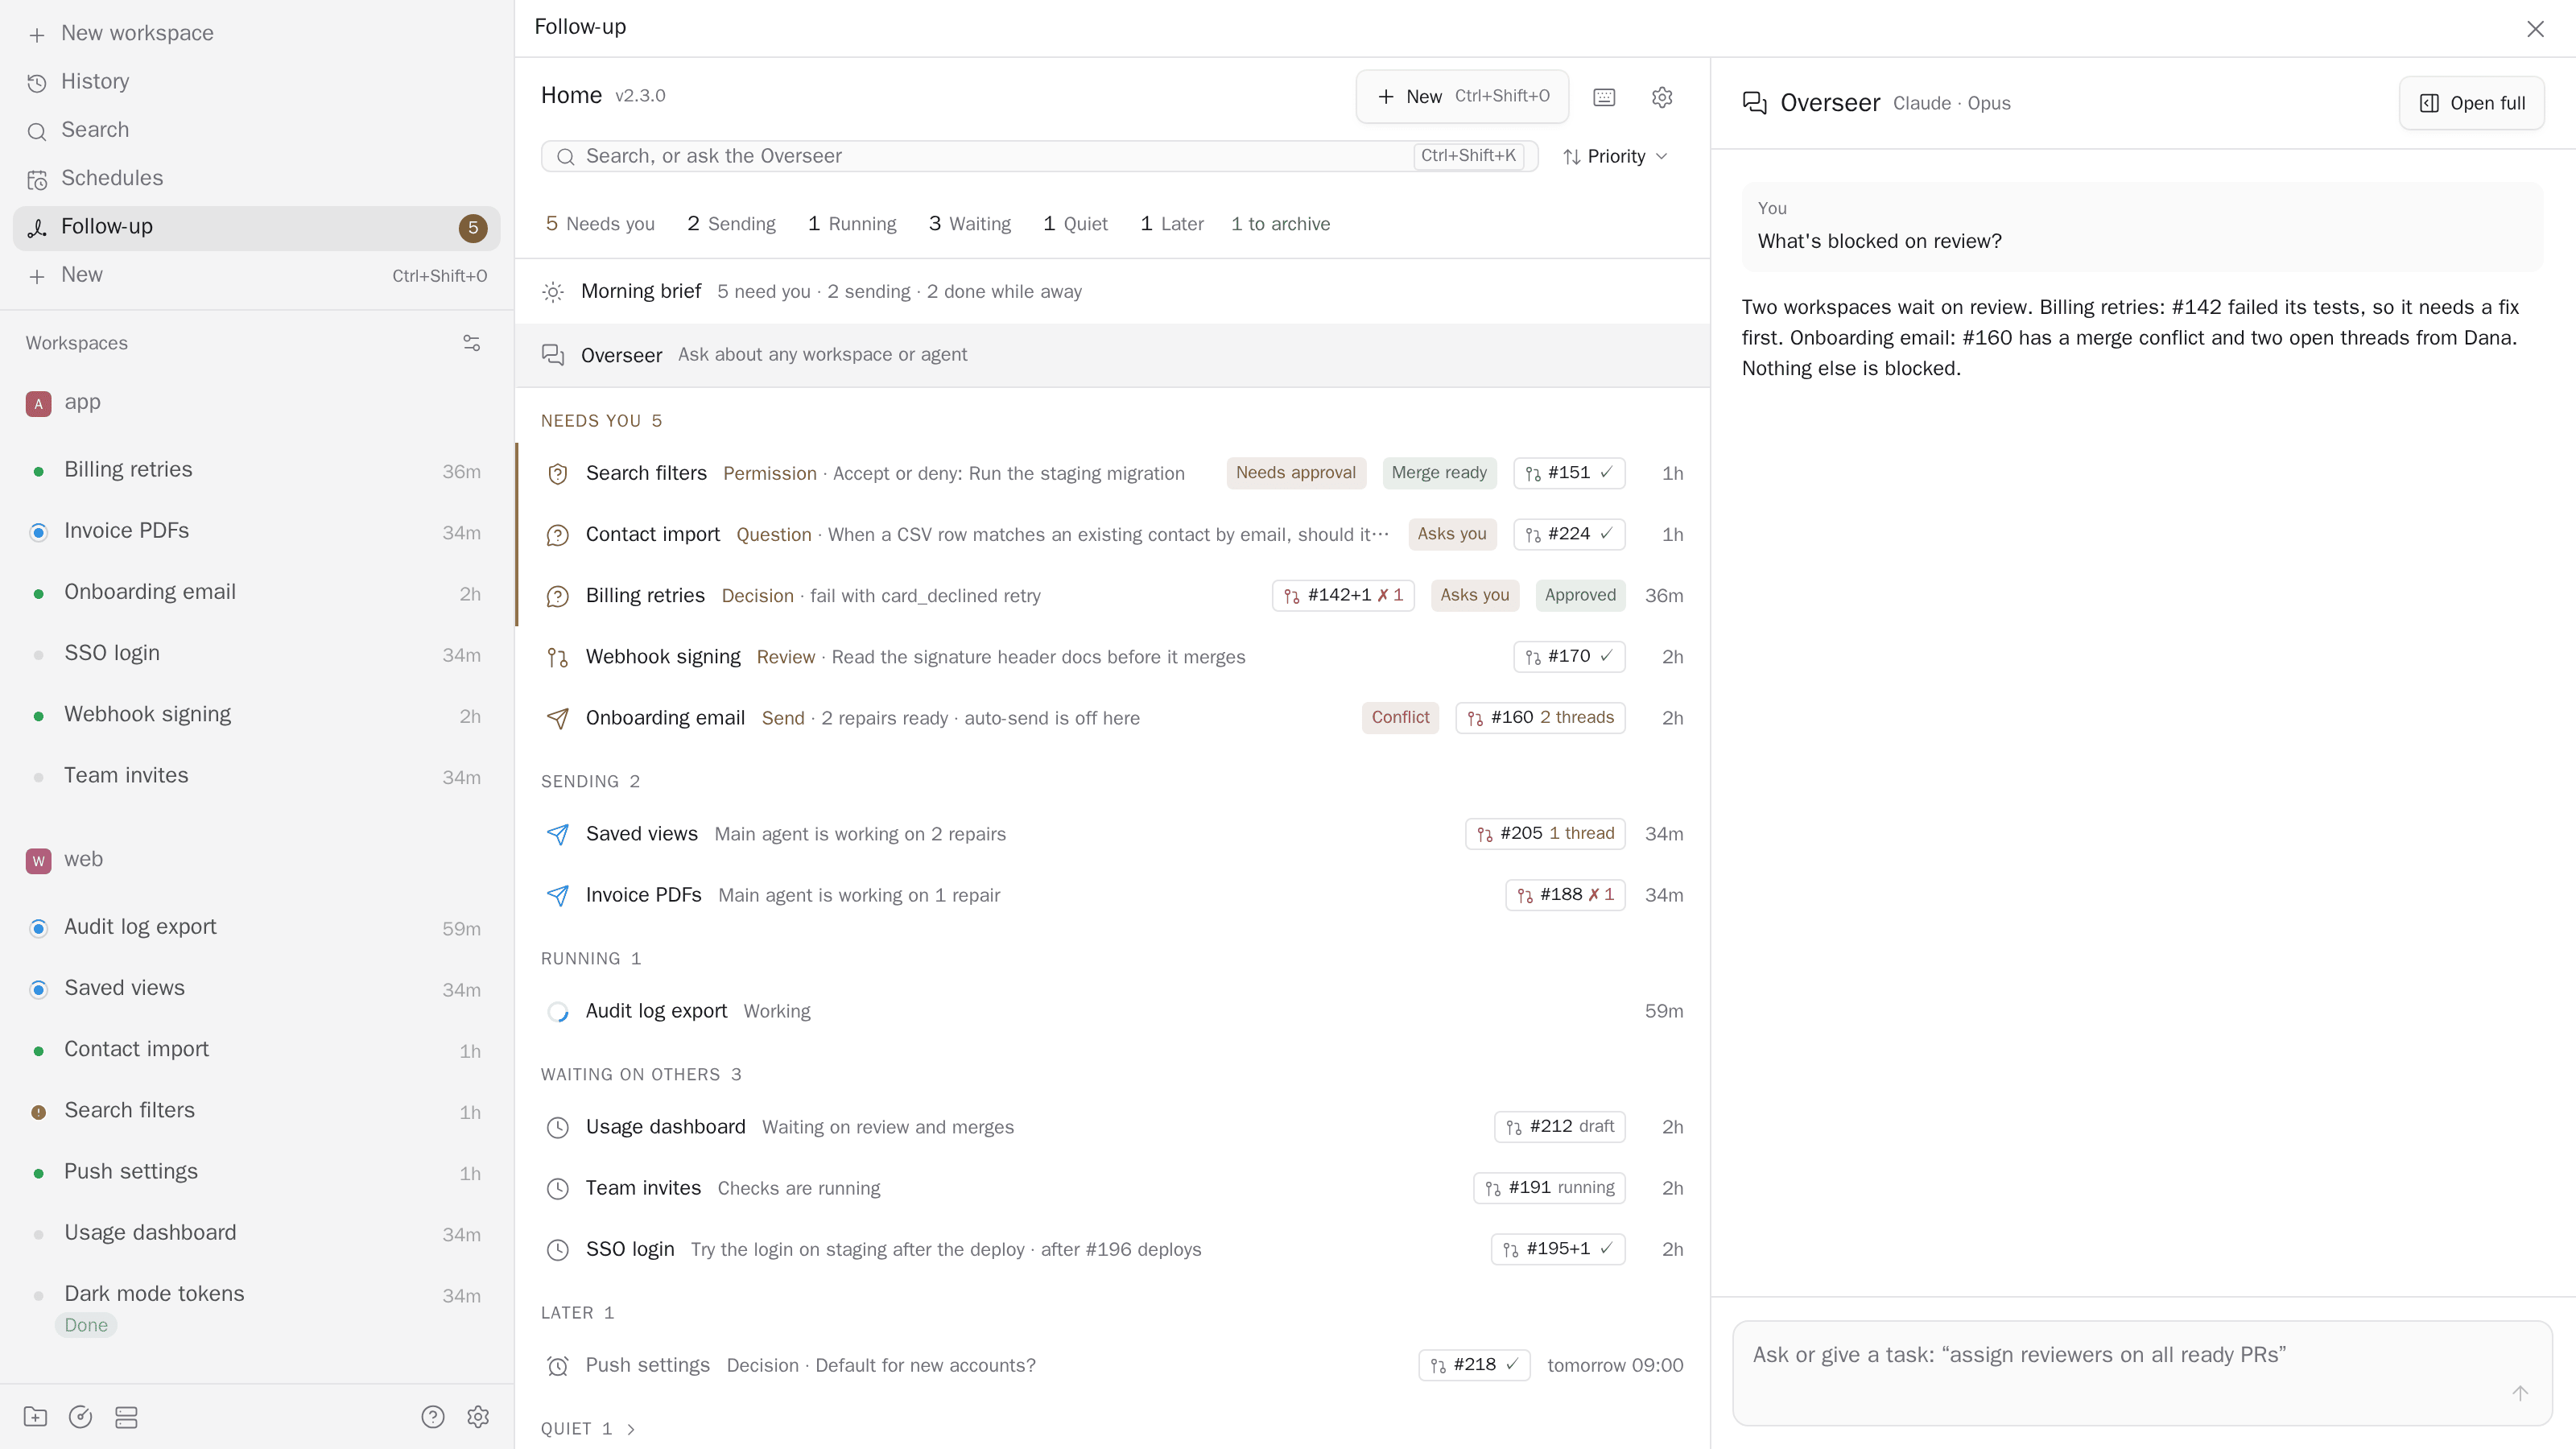 New workspace
History
Search
Schedules
Follow-up 5
New Ctrl+Shift+O
Workspaces
A app
Billing retries 36m
Invoice PDFs 34m
Onboarding email 2h
SSO login 34m
Webhook signing 2h
Team invites 34m
W web
Audit log export 59m
Saved views 34m
Contact import 1h
Search filters 1h
Push settings 1h
Usage dashboard 34m
Dark mode tokens 34m
Done
Follow-up
Home v2.3.0 New Ctrl+Shift+O
Search, or ask the Overseer Ctrl+Shift+K Priority
5 Needs you 2 Sending 1 Running 3 Waiting 1 Quiet 1 Later 1 to archive
Morning brief 5 need you · 2 sending · 2 done while away
Overseer Ask about any workspace or agent
NEEDS YOU 5
Search filters Permission · Accept or deny: Run the staging migration Needs approval Merge ready #151 ✓ 1h
Contact import Question · When a CSV row matches an existing contact by email, should it… Asks you #224 ✓ 1h
Billing retries Decision · fail with card_declined retry #142+1 ✗ 1 Asks you Approved 36m
Webhook signing Review · Read the signature header docs before it merges #170 ✓ 2h
Onboarding email Send · 2 repairs ready · auto-send is off here Conflict #160 2 threads 2h
SENDING 2
Saved views Main agent is working on 2 repairs #205 1 thread 34m
Invoice PDFs Main agent is working on 1 repair #188 ✗ 1 34m
RUNNING 1
Audit log export Working 59m
WAITING ON OTHERS 3
Usage dashboard Waiting on review and merges #212 draft 2h
Team invites Checks are running #191 running 2h
SSO login Try the login on staging after the deploy · after #196 deploys #195+1 ✓ 2h
LATER 1
Push settings Decision · Default for new accounts? #218 ✓ tomorrow 09:00
QUIET 1
Overseer Claude · Opus Open full
You
What's blocked on review?
Two workspaces wait on review. Billing retries: #142 failed its tests, so it needs a fix
first. Onboarding email: #160 has a merge conflict and two open threads from Dana.
Nothing else is blocked.
Ask or give a task: “assign reviewers on all ready PRs”